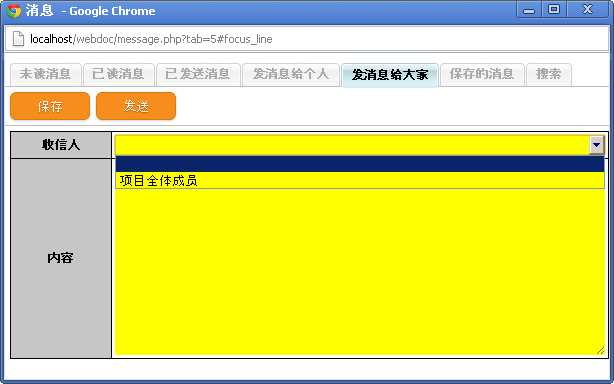 消息 - Google Chrome
localhost/webdoc/message.php?tab=5#focus_line
未读消息 已读消息 已发送消息 发消息给个人 发消息给大家 保存的消息 搜索
保存 发送
收信人
项目全体成员
内容